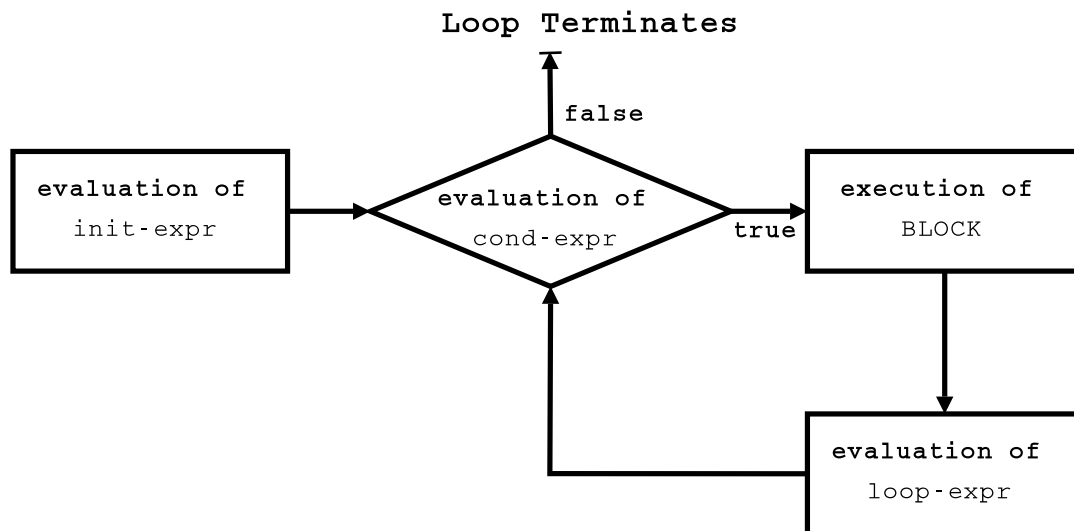 Loop Terminates
false
evaluation of
init-expr
evaluation of
cond-expr
true
execution of
BLOCK
evaluation of
loop-expr